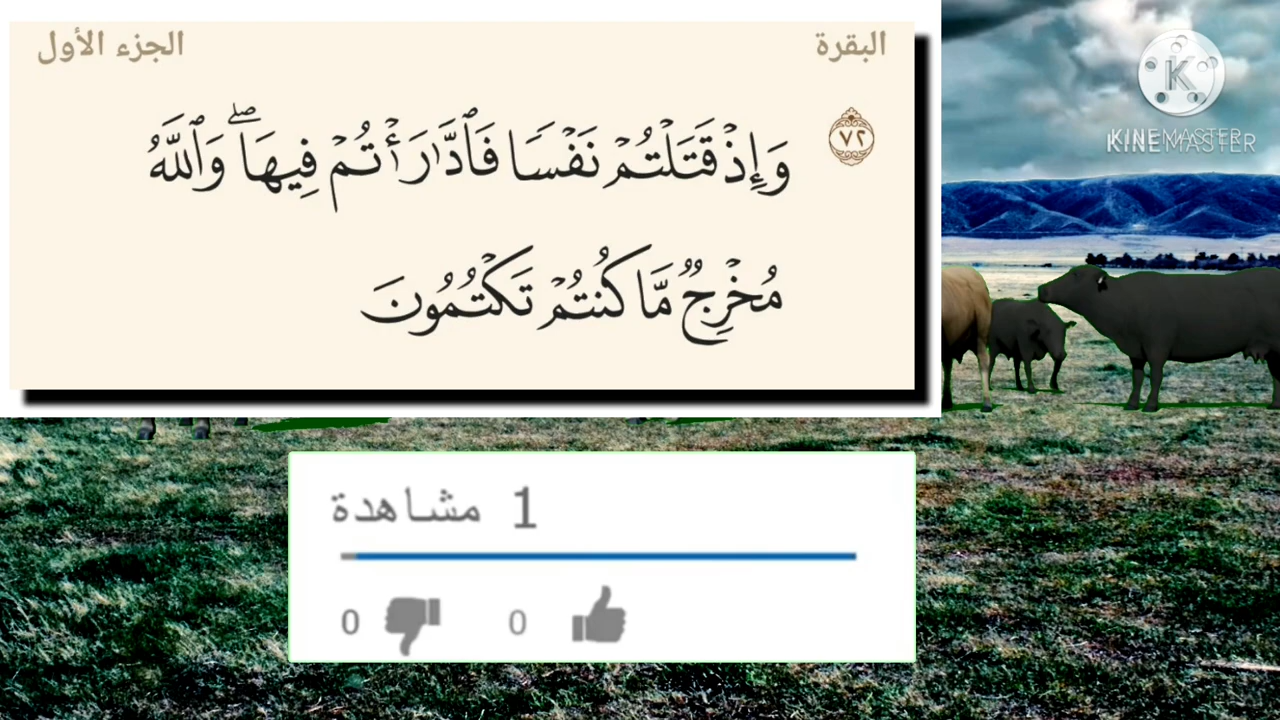 البقرة
الجزء الأول
٧٢
وَإِذْ قَتَلْتُمْ نَفْسًا فَٱدَّٰرَْٰٔتُمْ فِيهَا ۖ وَٱللَّهُ
مُخْرِجٌ مَّا كُنتُمْ تَكْتُمُونَ
KINEMASTER
1 مشاهدة
0
0